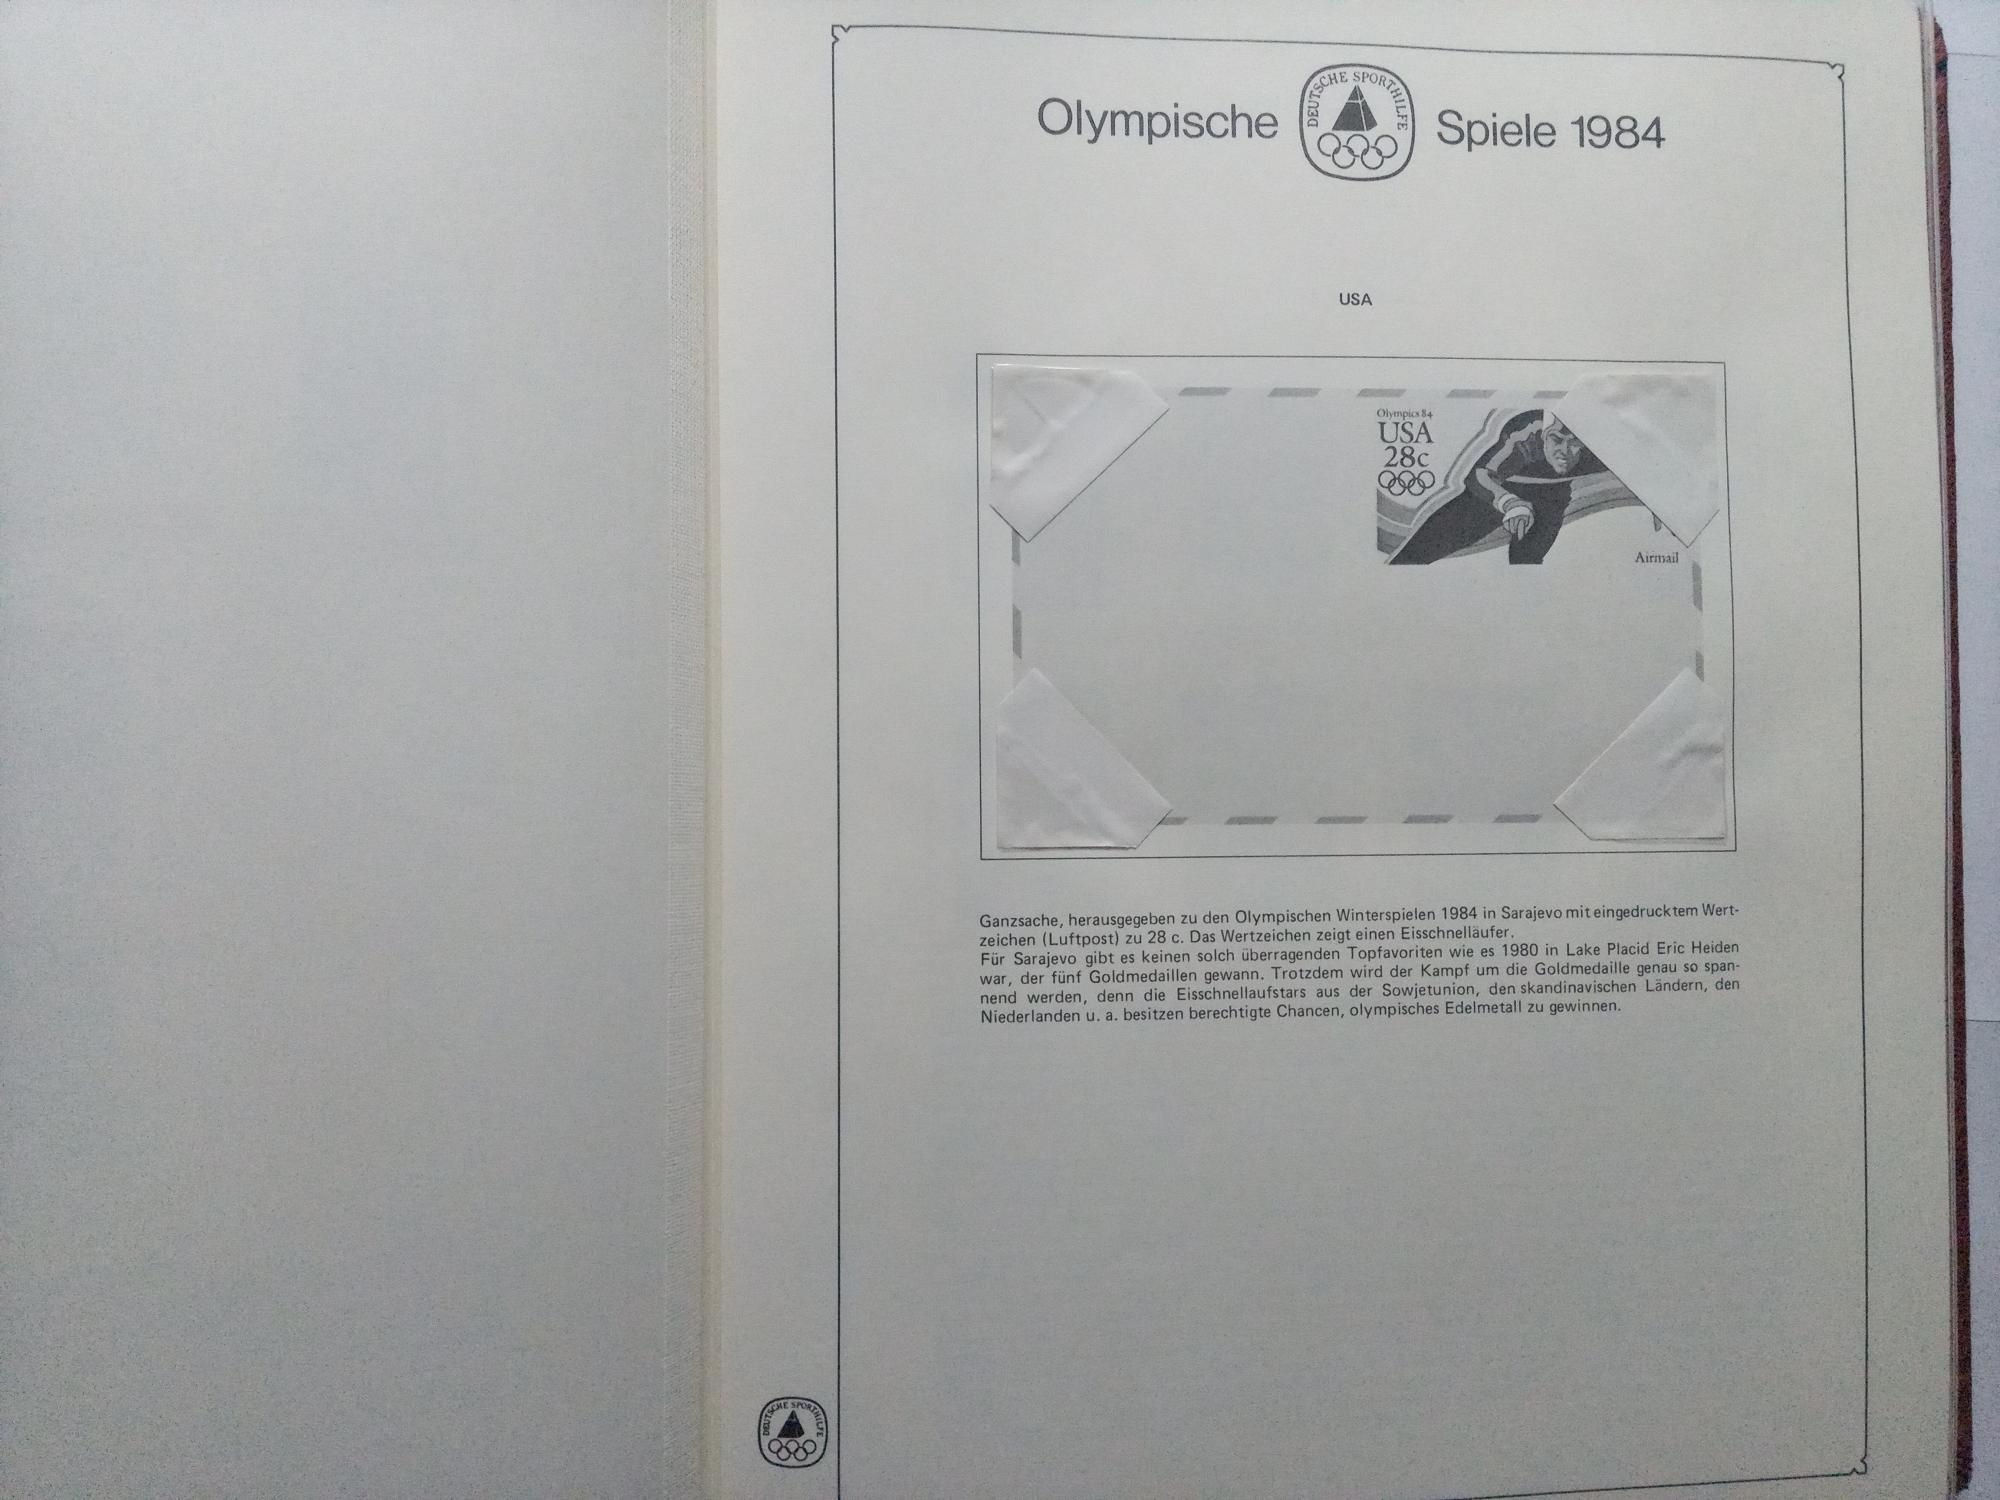 Olympische DEUTSCHE SPORTHILFE Spiele 1984
USA
Olympics 84
USA
28c
Airmail
Ganzsache, herausgegeben zu den Olympischen Winterspielen 1984 in Sarajevo mit eingedrucktem Wert-
zeichen (Luftpost) zu 28 c. Das Wertzeichen zeigt einen Eisschnelläufer.
Für Sarajevo gibt es keinen solch überragenden Topfavoriten wie es 1980 in Lake Placid Eric Heiden
war, der fünf Goldmedaillen gewann. Trotzdem wird der Kampf um die Goldmedaille genau so span-
nend werden, denn die Eisschnellaufstars aus der Sowjetunion, den skandinavischen Ländern, den
Niederlanden u. a. besitzen berechtigte Chancen, olympisches Edelmetall zu gewinnen.
DEUTSCHE SPORTHILFE